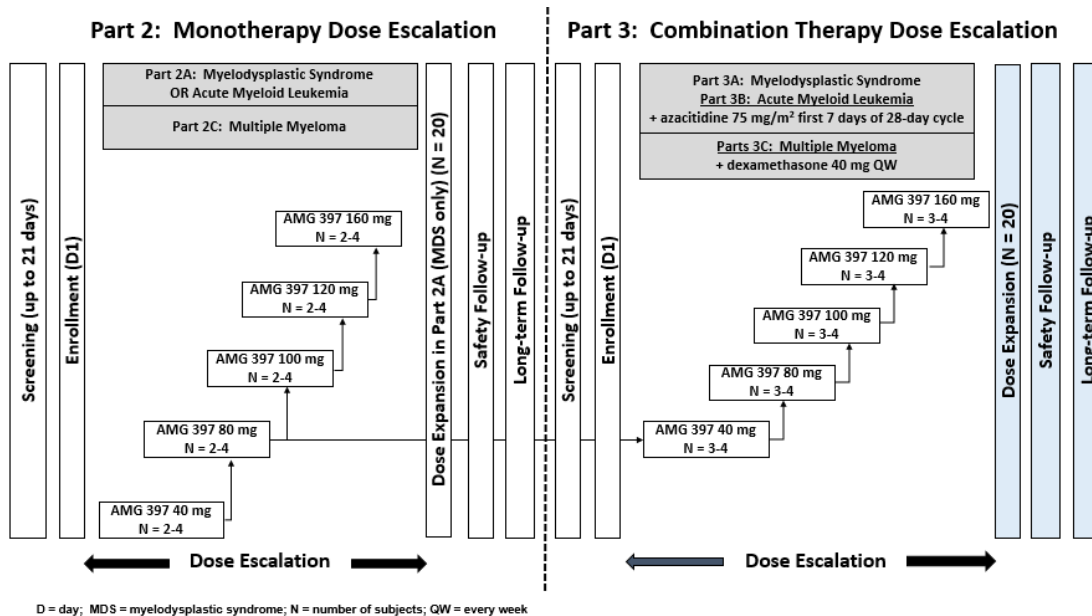 Part 2:  Monotherapy Dose Escalation
Screening (up to 21 days)
Enrollment (D1)
Part 2A:  Myelodysplastic Syndrome
OR Acute Myeloid Leukemia
Part 2C:  Multiple Myeloma
AMG 397 160 mg
N = 2-4
AMG 397 120 mg
N = 2-4
AMG 397 100 mg
N = 2-4
AMG 397 80 mg
N = 2-4
AMG 397 40 mg
N = 2-4
Dose Expansion in Part 2A (MDS only) (N = 20)
Safety Follow-up
Long-term Follow-up
Dose Escalation
Part 3:  Combination Therapy Dose Escalation
Screening (up to 21 days)
Enrollment (D1)
Part 3A:  Myelodysplastic Syndrome
Part 3B:  Acute Myeloid Leukemia
+ azacitidine 75 mg/m² first 7 days of 28-day cycle
Parts 3C:  Multiple Myeloma
+ dexamethasone 40 mg QW
AMG 397 160 mg
N = 3-4
AMG 397 120 mg
N = 3-4
AMG 397 100 mg
N = 3-4
AMG 397 80 mg
N = 3-4
AMG 397 40 mg
N = 3-4
Dose Expansion (N = 20)
Safety Follow-up
Long-term Follow-up
Dose Escalation
D = day;  MDS = myelodysplastic syndrome; N = number of subjects; QW = every week